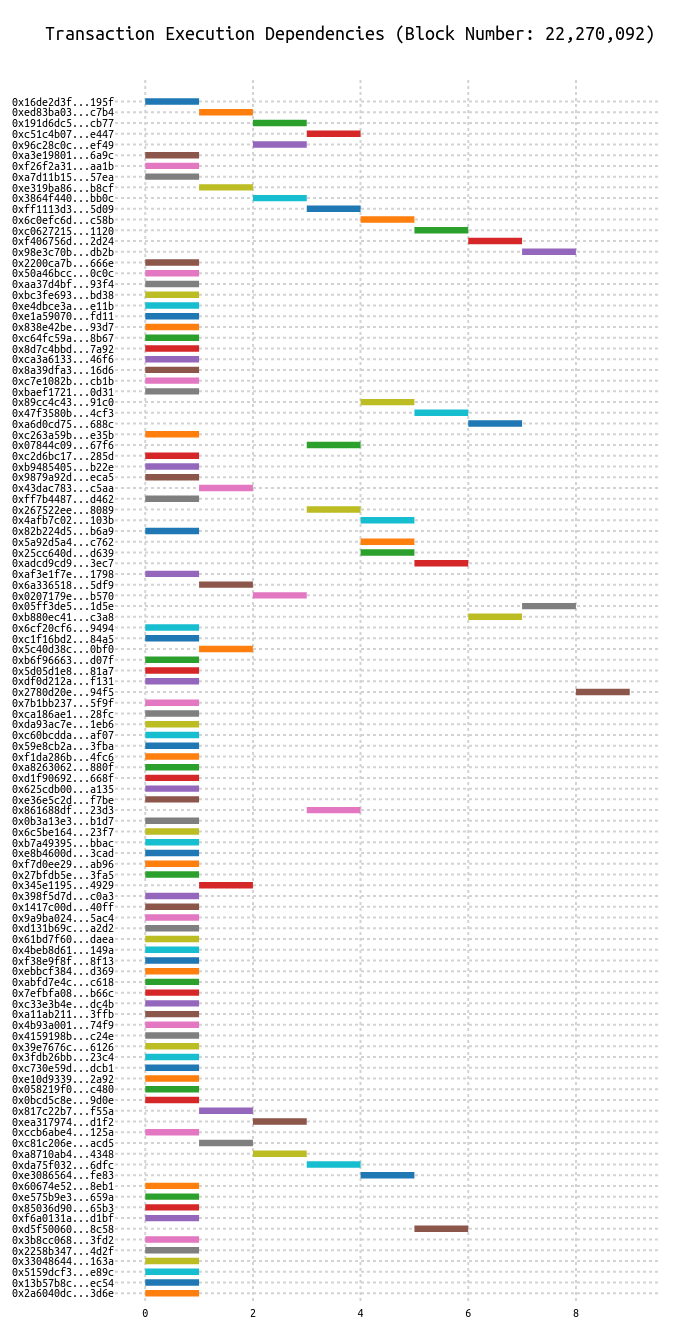 Transaction Execution Dependencies (Block Number: 22,270,092)
0x16de2d3f...195f
0xed83ba03...c7b4
0x191d6dc5...cb77
0xc51c4b07...e447
0x96c28c0c...ef49
0xa3e19801...6a9c
0xf26f2a31...aa1b
0xa7d11b15...57ea
0xe319ba86...b8cf
0x3864f440...bb0c
0xff1113d3...5d09
0x6c0efc6d...c58b
0xc0627215...1120
0xf406756d...2d24
0x98e3c70b...db2b
0x2200ca7b...666e
0x50a46bcc...0c0c
0xaa37d4bf...93f4
0xbc3fe693...bd38
0xe4dbce3a...e11b
0xe1a59070...fd11
0x838e42be...93d7
0xc64fc59a...8b67
0x8d7c4bbd...7a92
0xca3a6133...46f6
0x8a39dfa3...16d6
0xc7e1082b...cb1b
0xbaef1721...0d31
0x89cc4c43...91c0
0x47f3580b...4cf3
0xa6d0cd75...688c
0xc263a59b...e35b
0x07844c09...67f6
0xc2d6bc17...285d
0xb9485405...b22e
0x9879a92d...eca5
0x43dac783...c5aa
0xff7b4487...d462
0x267522ee...8089
0x4afb7c02...103b
0x82b224d5...b6a9
0x5a92d5a4...c762
0x25cc640d...d639
0xadcd9cd9...3ec7
0xaf3e1f7e...1798
0x6a336518...5df9
0x0207179e...b570
0x05ff3de5...1d5e
0xb880ec41...c3a8
0x6cf20cf6...9494
0xc1f16bd2...84a5
0x5c40d38c...0bf0
0xb6f96663...d07f
0x5d05d1e8...81a7
0xdf0d212a...f131
0x2780d20e...94f5
0x7b1bb237...5f9f
0xca186ae1...28fc
0xda93ac7e...1eb6
0xc60bcdda...af07
0x59e8cb2a...3fba
0xf1da286b...4fc6
0xa8263062...880f
0xd1f90692...668f
0x625cdb00...a135
0xe36e5c2d...f7be
0x861688df...23d3
0x0b3a13e3...b1d7
0x6c5be164...23f7
0xb7a49395...bbac
0xe8b4600d...3cad
0xf7d0ee29...ab96
0x27bfdb5e...3fa5
0x345e1195...4929
0x398f5d7d...c0a3
0x1417c00d...40ff
0x9a9ba024...5ac4
0xd131b69c...a2d2
0x61bd7f60...daea
0x4beb8d61...149a
0xf38e9f8f...8f13
0xebbcf384...d369
0xabfd7e4c...c618
0x7efbfa08...b66c
0xc33e3b4e...dc4b
0xa11ab211...3ffb
0x4b93a001...74f9
0x4159198b...c24e
0x39e7676c...6126
0x3fdb26bb...23c4
0xc730e59d...dcb1
0xe10d9339...2a92
0x058219f0...c480
0x0bcd5c8e...9d0e
0x817c22b7...f55a
0xea317974...d1f2
0xccb6abe4...125a
0xc81c206e...acd5
0xa8710ab4...4348
0xda75f032...6dfc
0xe3086564...fe83
0x60674e52...8eb1
0xe575b9e3...659a
0x85036d90...65b3
0xf6a0131a...d1bf
0xd5f50060...8c58
0x3b8cc068...3fd2
0x2258b347...4d2f
0x33048644...163a
0x5159dcf3...e89c
0x13b57b8c...ec54
0x2a6040dc...3d6e
0 2 4 6 8